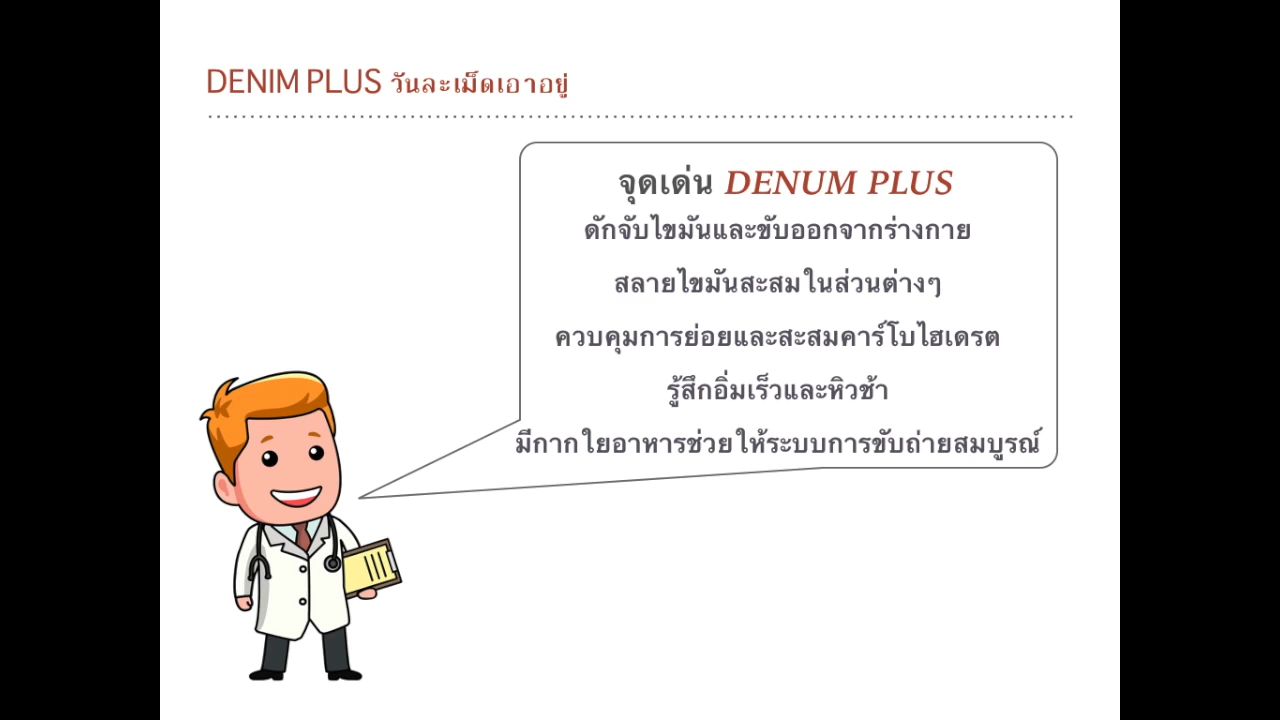 DENIM PLUS วันละเม็ดเอาอยู่
จุดเด่น DENUM PLUS
ดักจับไขมันและขับออกจากร่างกาย
สลายไขมันสะสมในส่วนต่างๆ
ควบคุมการย่อยและสะสมคาร์โบไฮเดรต
รู้สึกอิ่มเร็วและหิวช้า
มีกากใยอาหารช่วยให้ระบบการขับถ่ายสมบูรณ์